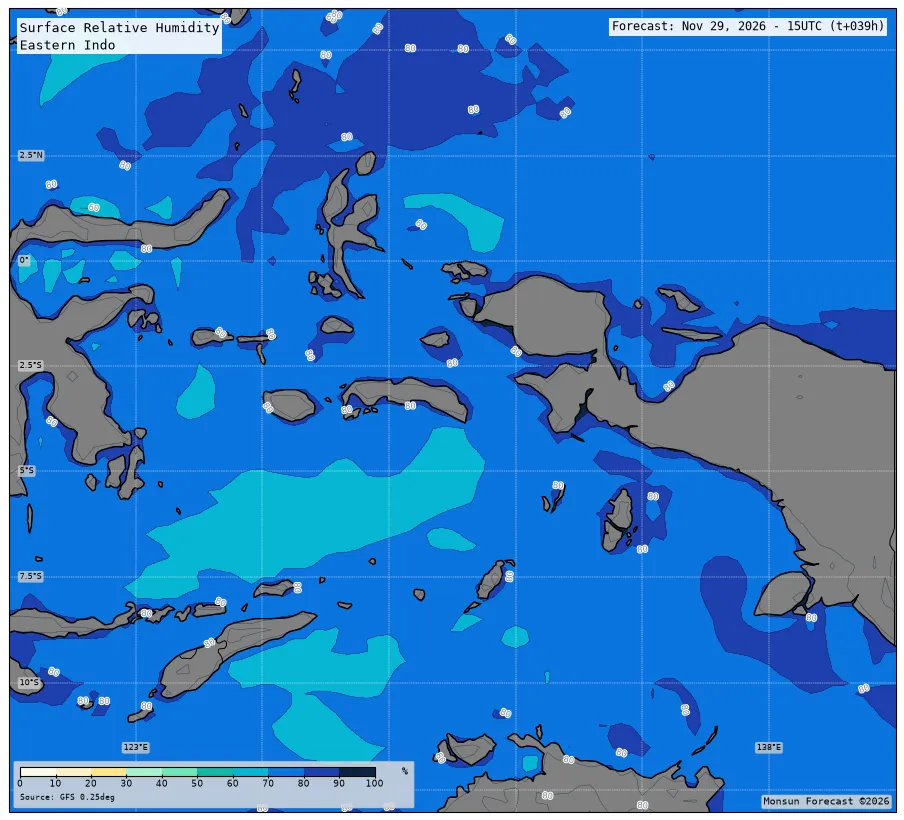 Surface Relative Humidity
Eastern Indo
Forecast: Nov 29, 2026 - 15UTC (t+039h)
2.5°N
0°
2.5°S
5°S
7.5°S
10°S
123°E
138°E
0 10 20 30 40 50 60 70 80 90 100 %
Source: GFS 0.25deg
Monsun Forecast ©2026